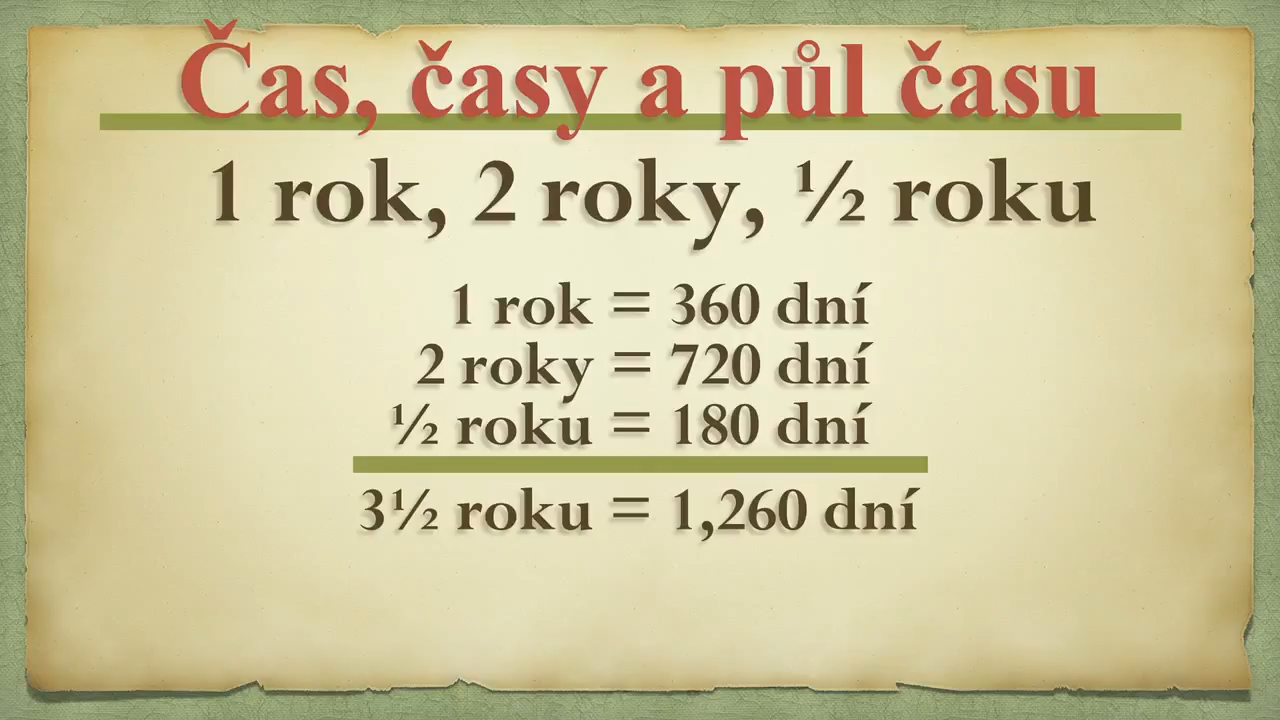 Čas, časy a půl času
1 rok, 2 roky, ½ roku
1 rok = 360 dní
2 roky = 720 dní
½ roku = 180 dní
3½ roku = 1,260 dní